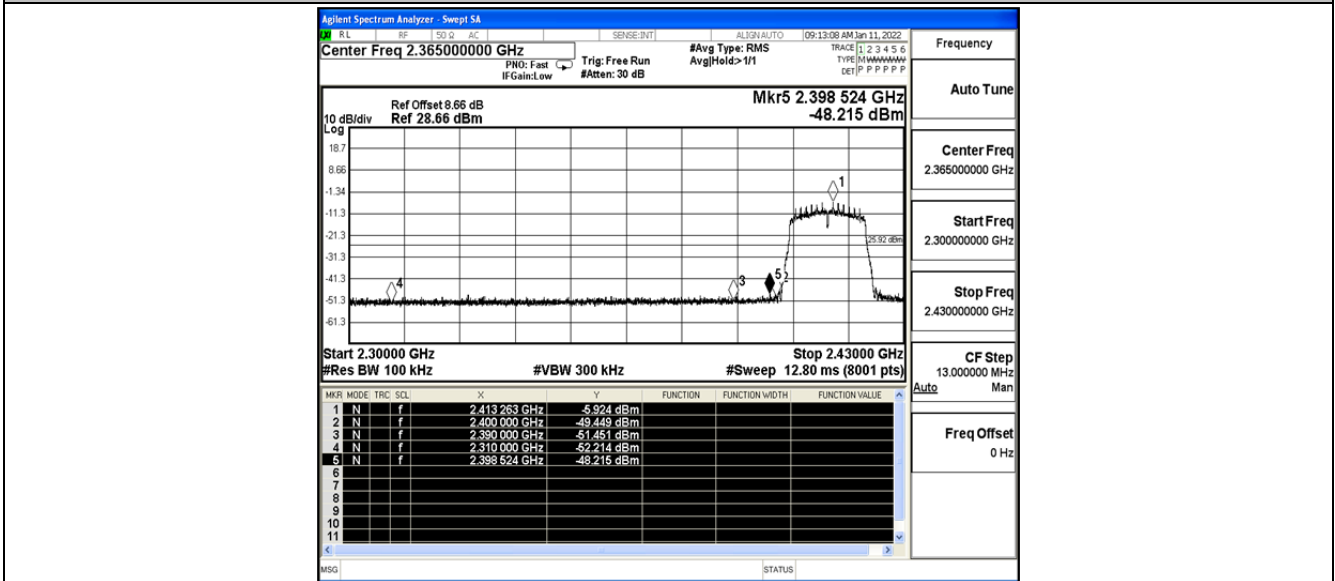 Agilent Spectrum Analyzer - Swept SA
RL RF 50 Ω AC SENSE:INT ALIGN AUTO 09:13:08 AM Jan 11, 2022
Center Freq 2.365000000 GHz
PNO: Fast
IFGain:Low
Trig: Free Run
#Atten: 30 dB
#Avg Type: RMS
Avg|Hold>1/1
TRACE 1 2 3 4 5 6
TYPE M WWWWW
DET P P P P P P
Ref Offset 8.66 dB
10 dB/div Ref 28.66 dBm
Log
Mkr5 2.398 524 GHz
-48.215 dBm
18.7
8.66
-1.34
-11.3
-21.3
-31.3
-41.3
-51.3
-61.3
1
25.92 dBm
4
3
5
2
Start 2.30000 GHz Stop 2.43000 GHz
#Res BW 100 kHz #VBW 300 kHz #Sweep 12.80 ms (8001 pts)
MKR MODE TRC SCL X Y FUNCTION FUNCTION WIDTH FUNCTION VALUE
1 N f 2.413 263 GHz -5.924 dBm
2 N f 2.400 000 GHz -49.449 dBm
3 N f 2.390 000 GHz -51.451 dBm
4 N f 2.310 000 GHz -52.214 dBm
5 N f 2.398 524 GHz -48.215 dBm
6
7
8
9
10
11
MSG STATUS
Frequency
Auto Tune
Center Freq
2.365000000 GHz
Start Freq
2.300000000 GHz
Stop Freq
2.430000000 GHz
CF Step
13.000000 MHz
Auto Man
Freq Offset
0 Hz